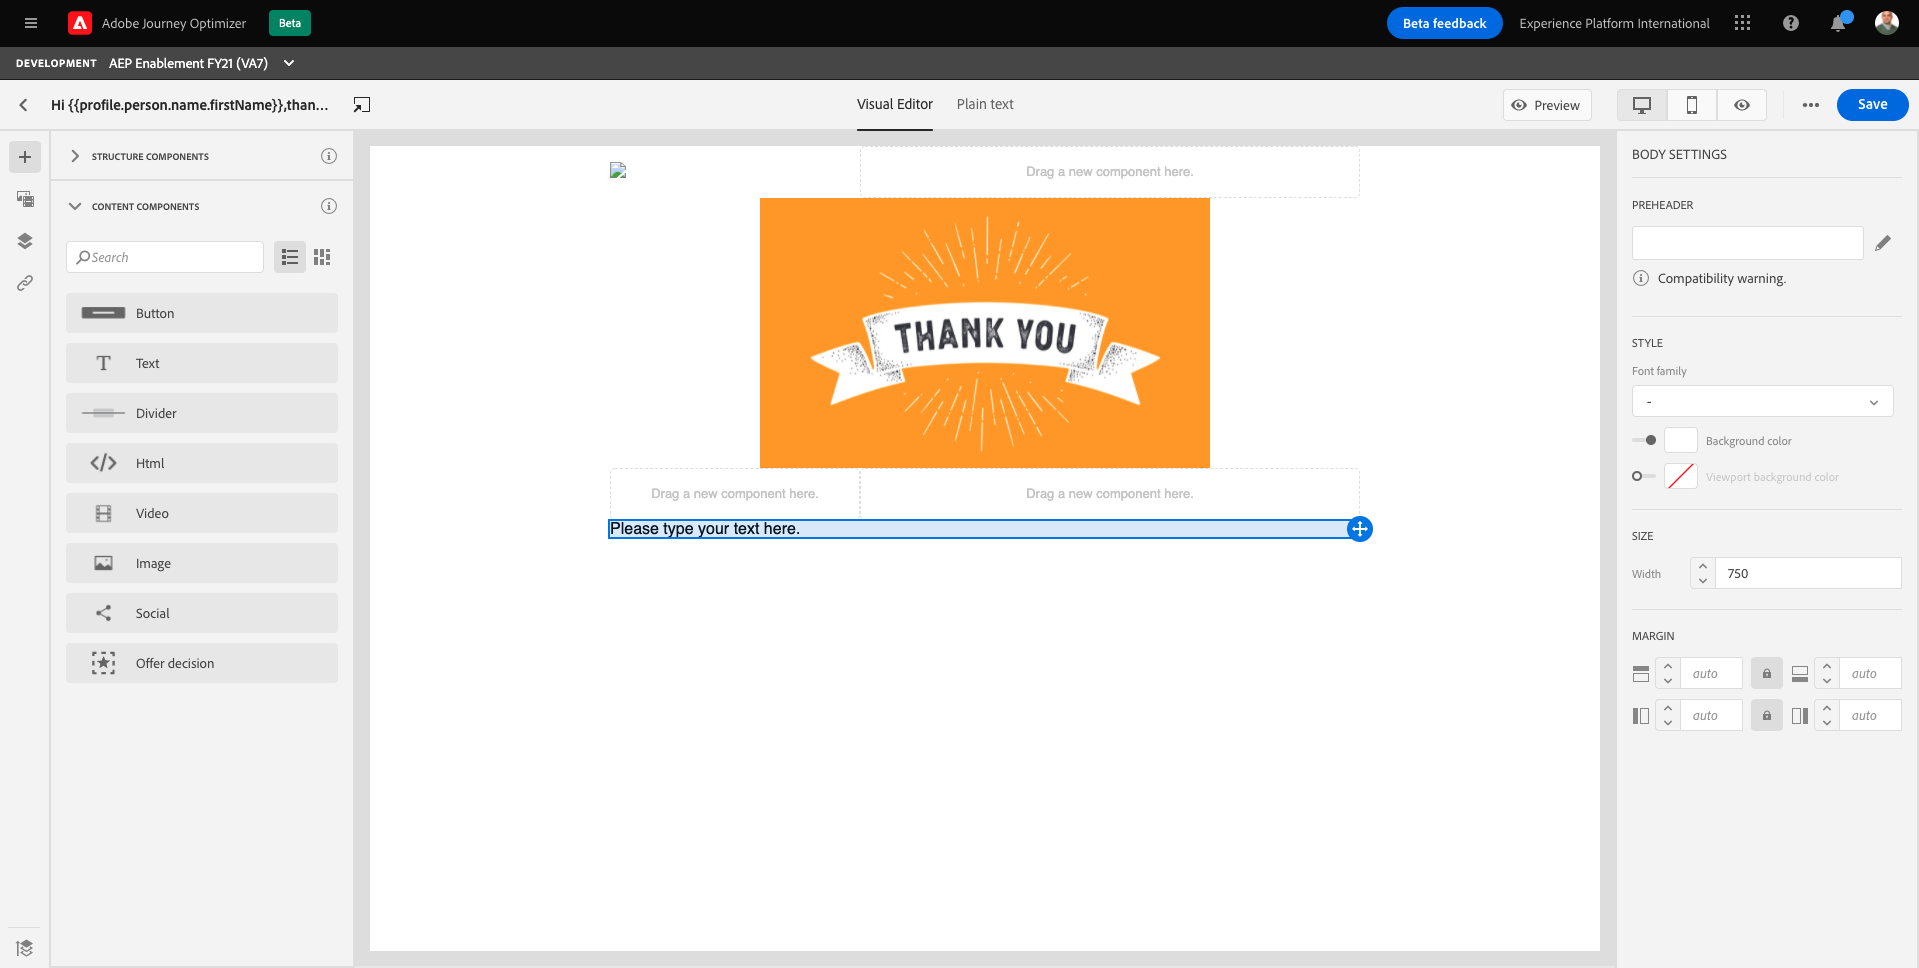 Adobe Journey Optimizer Beta
Beta feedback Experience Platform International
DEVELOPMENT AEP Enablement FY21 (VA7)
Hi {{profile.person.name.firstName}},than...
Visual Editor Plain text
Preview
Save
STRUCTURE COMPONENTS
CONTENT COMPONENTS
Search
Button
Text
Divider
Html
Video
Image
Social
Offer decision
Drag a new component here.
THANK YOU
Drag a new component here. Drag a new component here.
Please type your text here.
BODY SETTINGS
PREHEADER
Compatibility warning.
STYLE
Font family
-
Background color
Viewport background color
SIZE
Width 750
MARGIN
auto auto
auto auto